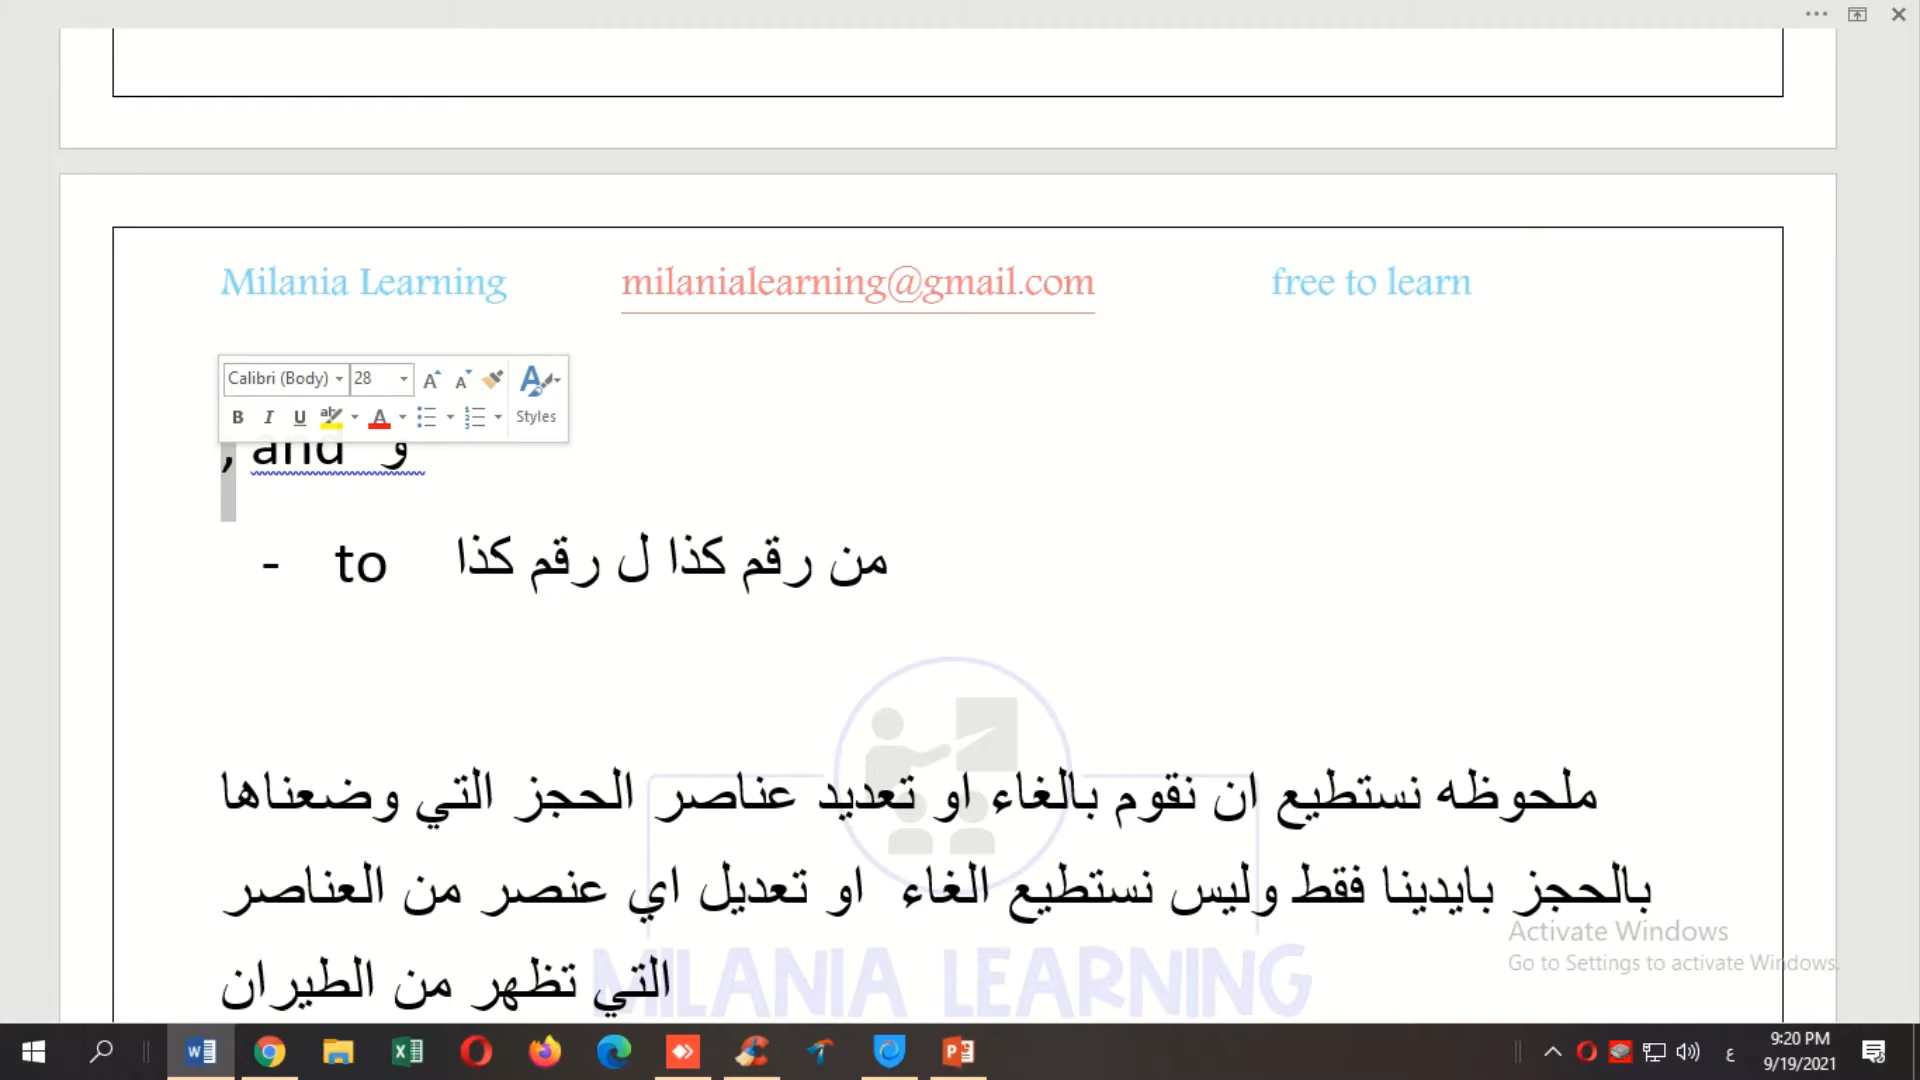 Milania Learning milanialearning@gmail.com free to learn
Calibri (Body) 28
B I U Styles
, and و
- to من رقم كذا ل رقم كذا
ملحوظه نستطيع ان نقوم بالغاء او تعديد عناصر الحجز التي وضعناها
بالحجز بايدينا فقط وليس نستطيع الغاء او تعديل اي عنصر من العناصر
التي تظهر من الطيران
MILANIA LEARNING
Activate Windows
Go to Settings to activate Windows.
9:20 PM
ع
9/19/2021